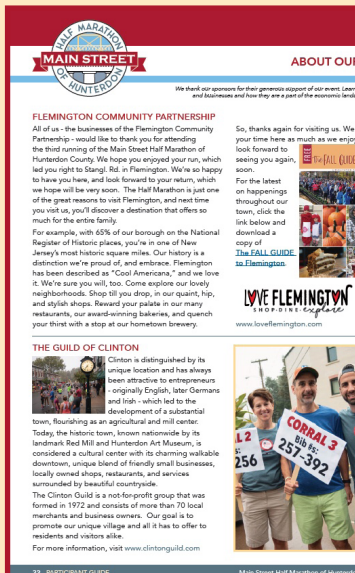 HALF MARATHON
MAIN STREET
OF HUNTERDON
ABOUT OU
We thank our sponsors for their generous support of our event. Lear
and businesses and how they are a part of the economic land
FLEMINGTON COMMUNITY PARTNERSHIP
All of us - the businesses of the Flemington Community
Partnership - would like to thank you for attending
the third running of the Main Street Half Marathon of
Hunterdon County. We hope you enjoyed your run, which
led you right to Stangl. Rd. in Flemington. We're so happy
to have you here, and look forward to your return, which
we hope will be very soon. The Half Marathon is just one
of the great reasons to visit Flemington, and next time
you visit us, you'll discover a destination that offers so
much for the entire family.
For example, with 65% of our borough on the National
Register of Historic places, you're in one of New
Jersey's most historic square miles. Our history is a
distinction we're proud of, and embrace. Flemington
has been described as "Cool Americana," and we love
it. We're sure you will, too. Come explore our lovely
neighborhoods. Shop till you drop, in our quaint, hip,
and stylish shops. Reward your palate in our many
restaurants, our award-winning bakeries, and quench
your thirst with a stop at our hometown brewery.
So, thanks again for visiting us. We
your time here as much as we enjoy
look forward to
seeing you again,
soon.
For the latest
on happenings
throughout our
town, click the
link below and
download a
copy of
The FALL GUIDE
to Flemington.
The FALL GUIDE
LOVE FLEMINGTON
SHOP·DINE·explore
www.loveflemington.com
THE GUILD OF CLINTON
Clinton is distinguished by its
unique location and has always
been attractive to entrepreneurs
- originally English, later Germans
and Irish - which led to the
development of a substantial
town, flourishing as an agricultural and mill center.
Today, the historic town, known nationwide by its
landmark Red Mill and Hunterdon Art Museum, is
considered a cultural center with its charming walkable
downtown, unique blend of friendly small businesses,
locally owned shops, restaurants, and services
surrounded by beautiful countryside.
The Clinton Guild is a not-for-profit group that was
formed in 1972 and consists of more than 70 local
merchants and business owners. Our goal is to
promote our unique village and all it has to offer to
residents and visitors alike.
For more information, visit www.clintonguild.com
L 2
s:
256
CORRAL 3
Bib #s:
257-392
22 PARTICIPANT GUIDE
Main Street Half Marathon of Hunterd